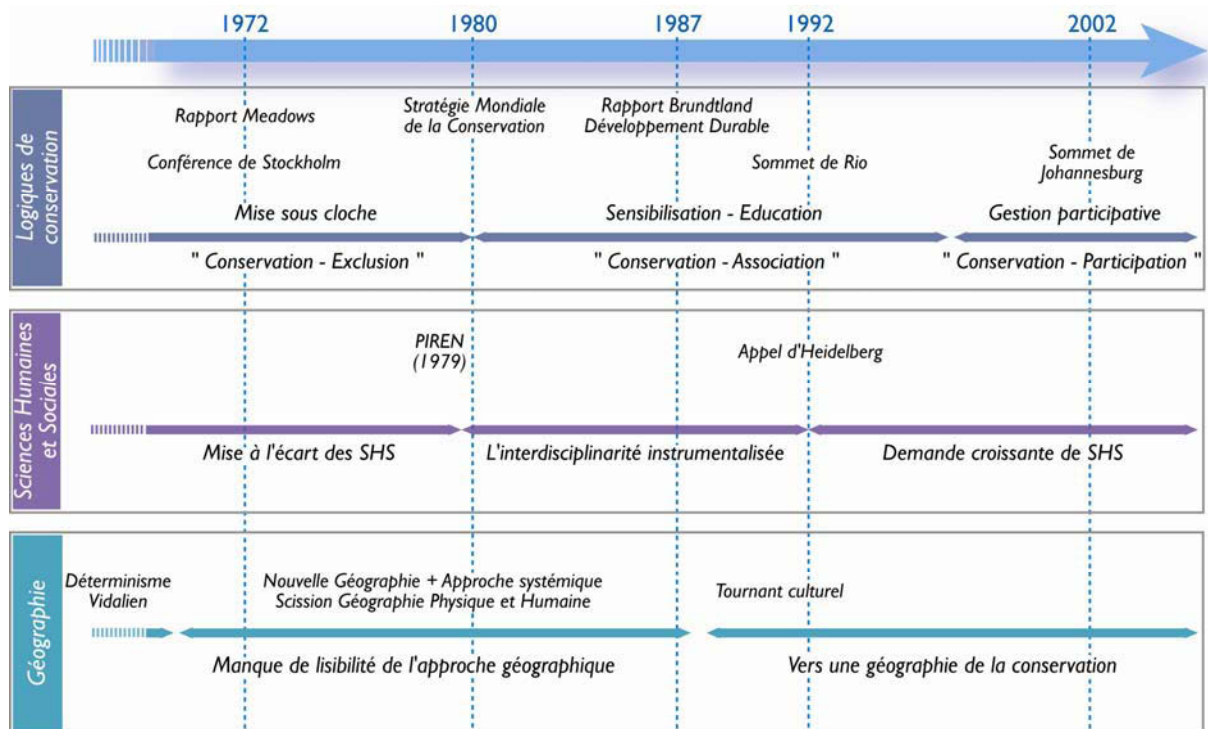 1972 1980 1987 1992 2002
Logiques de
conservation
Rapport Meadows
Conférence de Stockholm
Stratégie Mondiale
de la Conservation
Rapport Brundtland
Développement Durable
Sommet de Rio
Sommet de
Johannesburg
Mise sous cloche
Sensibilisation - Education
Gestion participative
" Conservation - Exclusion "
" Conservation - Association "
" Conservation - Participation "
Sciences Humaines
et Sociales
PIREN
(1979)
Appel d'Heidelberg
Mise à l'écart des SHS
L'interdisciplinarité instrumentalisée
Demande croissante de SHS
Géographie
Déterminisme
Vidalien
Nouvelle Géographie + Approche systémique
Scission Géographie Physique et Humaine
Tournant culturel
Manque de lisibilité de l'approche géographique
Vers une géographie de la conservation